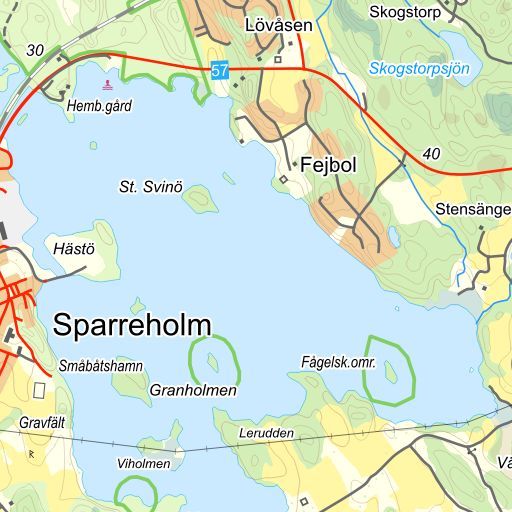 Skogstorp
Lövåsen
30
57
Skogstorpsjön
Hemb.gård
40
Fejbol
St. Svinö
Stensänge
Hästö
Sparreholm
Småbåtshamn
Fågelsk.omr.
Granholmen
Gravfält
Lerudden
Viholmen
Vå
R